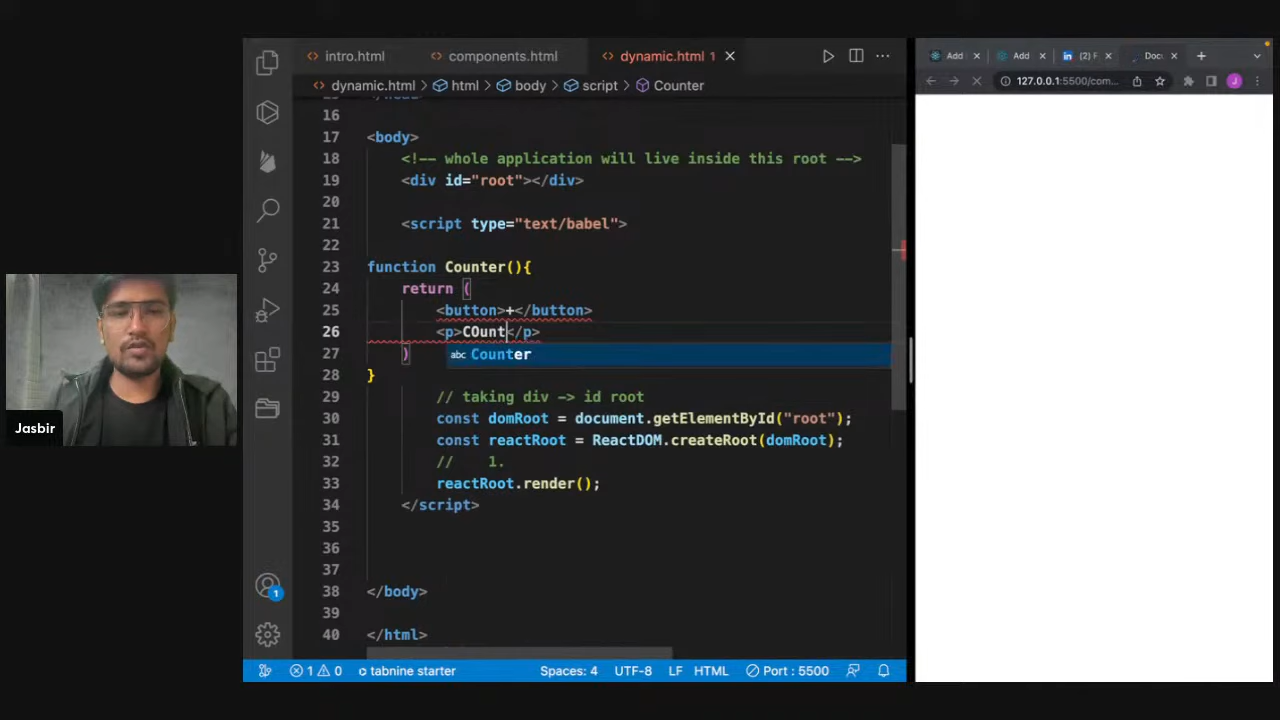 intro.html
components.html
dynamic.html 1
dynamic.html > html > body > script > Counter
16
17 <body>
18 <!-- whole application will live inside this root -->
19 <div id="root"></div>
20
21 <script type="text/babel">
22
23 function Counter(){
24 return (
25 <button>+</button>
26 <p>COunt</p>
27 )
abc Counter
28 }
29 // taking div -> id root
30 const domRoot = document.getElementById("root");
31 const reactRoot = ReactDOM.createRoot(domRoot);
32 // 1.
33 reactRoot.render();
34 </script>
35
36
37
38 </body>
39
40 </html>
1
1 0 tabnine starter Spaces: 4 UTF-8 LF HTML Port : 5500
Add
Add
in (2) F
Doc
127.0.0.1:5500/com...
J
Jasbir